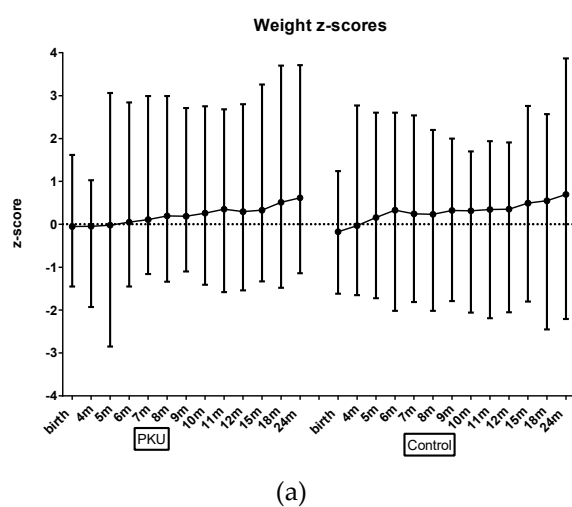 Weight z-scores
z-score
4
3
2
1
0
-1
-2
-3
-4
birth 4m 5m 6m 7m 8m 9m 10m 11m 12m 15m 18m 24m birth 4m 5m 6m 7m 8m 9m 10m 11m 12m 15m 18m 24m
PKU Control
(a)